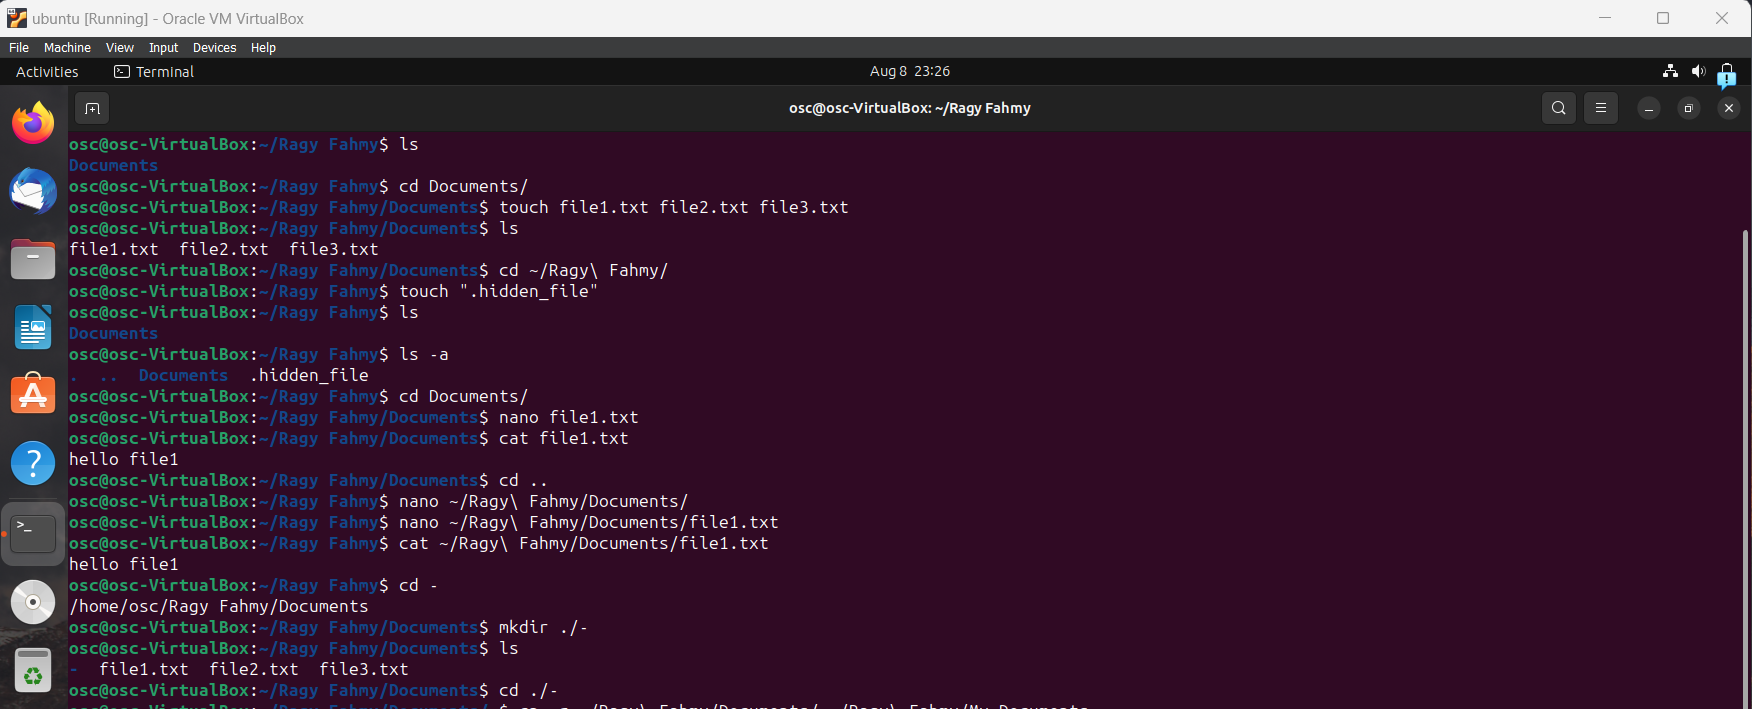 ubuntu [Running] - Oracle VM VirtualBox
File Machine View Input Devices Help
Activities Terminal Aug 8 23:26
osc@osc-VirtualBox: ~/Ragy Fahmy
osc@osc-VirtualBox:~/Ragy Fahmy$ ls
Documents
osc@osc-VirtualBox:~/Ragy Fahmy$ cd Documents/
osc@osc-VirtualBox:~/Ragy Fahmy/Documents$ touch file1.txt file2.txt file3.txt
osc@osc-VirtualBox:~/Ragy Fahmy/Documents$ ls
file1.txt  file2.txt  file3.txt
osc@osc-VirtualBox:~/Ragy Fahmy/Documents$ cd ~/Ragy\ Fahmy/
osc@osc-VirtualBox:~/Ragy Fahmy$ touch ".hidden_file"
osc@osc-VirtualBox:~/Ragy Fahmy$ ls
Documents
osc@osc-VirtualBox:~/Ragy Fahmy$ ls -a
.  ..  Documents  .hidden_file
osc@osc-VirtualBox:~/Ragy Fahmy$ cd Documents/
osc@osc-VirtualBox:~/Ragy Fahmy/Documents$ nano file1.txt
osc@osc-VirtualBox:~/Ragy Fahmy/Documents$ cat file1.txt
hello file1
osc@osc-VirtualBox:~/Ragy Fahmy/Documents$ cd ..
osc@osc-VirtualBox:~/Ragy Fahmy$ nano ~/Ragy\ Fahmy/Documents/
osc@osc-VirtualBox:~/Ragy Fahmy$ nano ~/Ragy\ Fahmy/Documents/file1.txt
osc@osc-VirtualBox:~/Ragy Fahmy$ cat ~/Ragy\ Fahmy/Documents/file1.txt
hello file1
osc@osc-VirtualBox:~/Ragy Fahmy$ cd -
/home/osc/Ragy Fahmy/Documents
osc@osc-VirtualBox:~/Ragy Fahmy/Documents$ mkdir ./-
osc@osc-VirtualBox:~/Ragy Fahmy/Documents$ ls
-  file1.txt  file2.txt  file3.txt
osc@osc-VirtualBox:~/Ragy Fahmy/Documents$ cd ./-